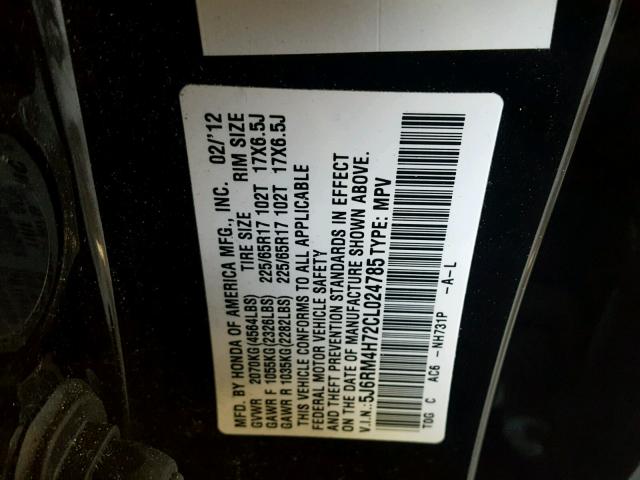 MFD. BY HONDA OF AMERICA MFG., INC. 02/'12
TIRE SIZE RIM SIZE
GVWR 2070KG(4564LBS)
GAWR F 1055KG(2326LBS) 225/65R17 102T 17X6.5J
GAWR R 1035KG(2282LBS) 225/65R17 102T 17X6.5J
THIS VEHICLE CONFORMS TO ALL APPLICABLE
FEDERAL MOTOR VEHICLE SAFETY
AND THEFT PREVENTION STANDARDS IN EFFECT
ON THE DATE OF MANUFACTURE SHOWN ABOVE.
V.I.N.:5J6RM4H72CL024785 TYPE: MPV
TOG C AC6 -NH731P -A-L